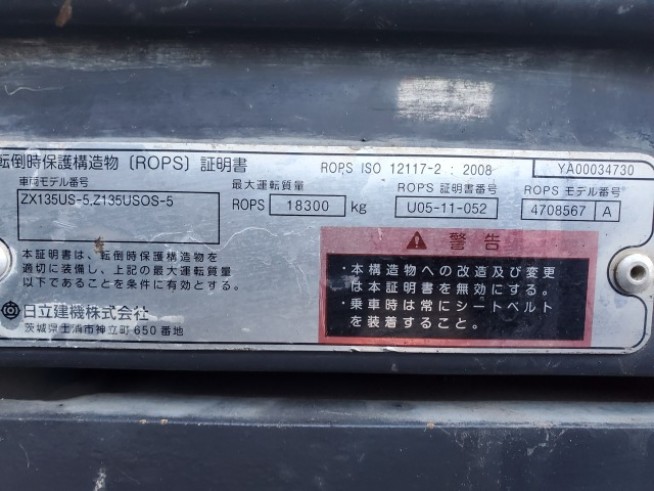 転倒時保護構造物〔ROPS〕証明書
ROPS ISO 12117-2 : 2008
YA00034730
車両モデル番号
ZX135US-5,Z135USOS-5
最大運転質量
ROPS 18300 kg
ROPS 証明書番号
U05-11-052
ROPS モデル番号
4708567 A
本証明書は、転倒時保護構造物を
適切に装備し、上記の最大運転質量
以下であることを条件に有効とする。
日立建機株式会社
茨城県土浦市神立町650番地
警告
・本構造物への改造及び変更
は本証明書を無効にする。
・乗車時は常にシートベルト
を装着すること。